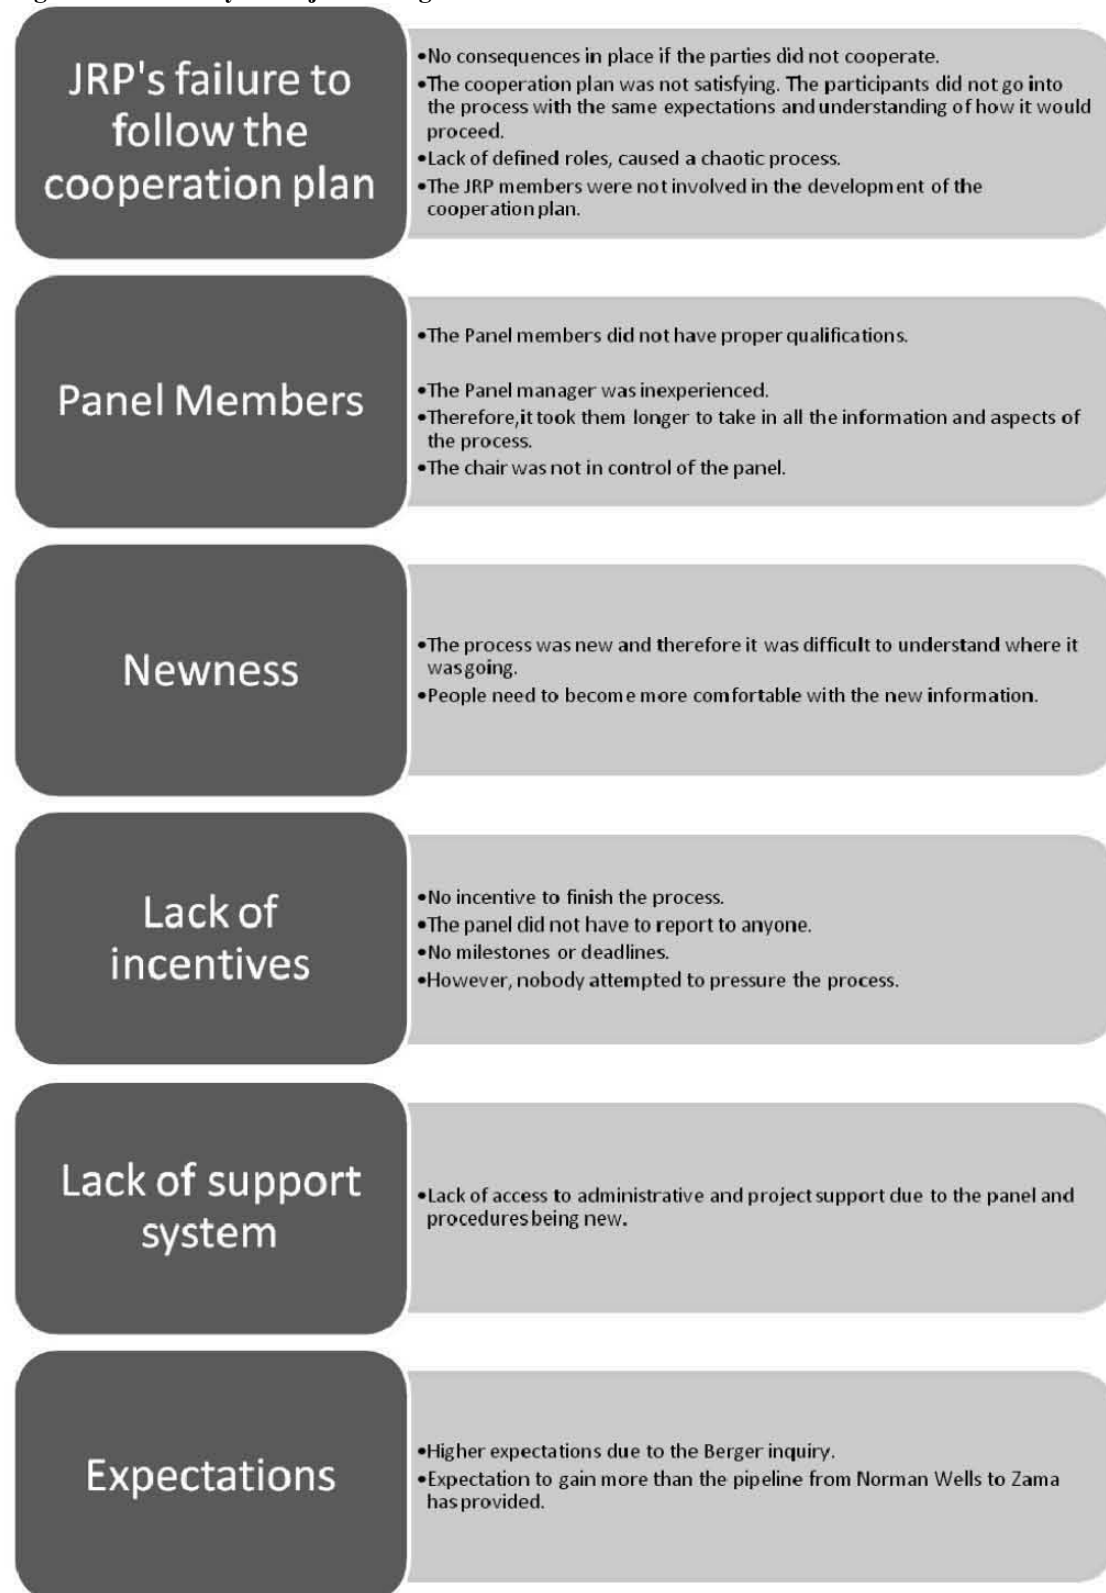 JRP's failure to
follow the
cooperation plan
•No consequences in place if the parties did not cooperate.
•The cooperation plan was not satisfying. The participants did not go into
the process with the same expectations and understanding of how it would
proceed.
•Lack of defined roles, caused a chaotic process.
•The JRP members were not involved in the development of the
cooperation plan.
Panel Members
•The Panel members did not have proper qualifications.
•The Panel manager was inexperienced.
•Therefore,it took them longer to take in all the information and aspects of
the process.
•The chair was not in control of the panel.
Newness
•The process was new and therefore it was difficult to understand where it
was going.
•People need to become more comfortable with the new information.
Lack of
incentives
•No incentive to finish the process.
•The panel did not have to report to anyone.
•No milestones or deadlines.
•However, nobody attempted to pressure the process.
Lack of support
system
•Lack of access to administrative and project support due to the panel and
procedures being new.
Expectations
•Higher expectations due to the Berger inquiry.
•Expectation to gain more than the pipeline from Norman Wells to Zama
has provided.